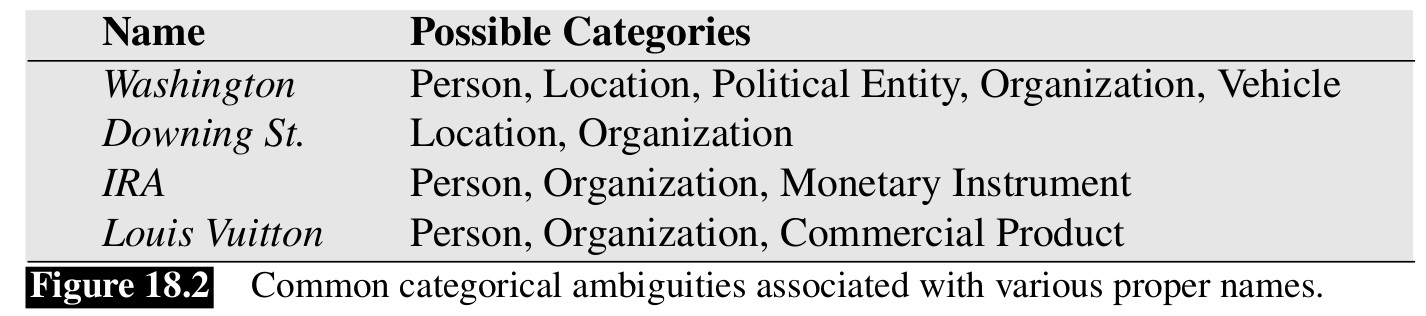 Name Possible Categories
Washington Person, Location, Political Entity, Organization, Vehicle
Downing St. Location, Organization
IRA Person, Organization, Monetary Instrument
Louis Vuitton Person, Organization, Commercial Product
Figure 18.2 Common categorical ambiguities associated with various proper names.